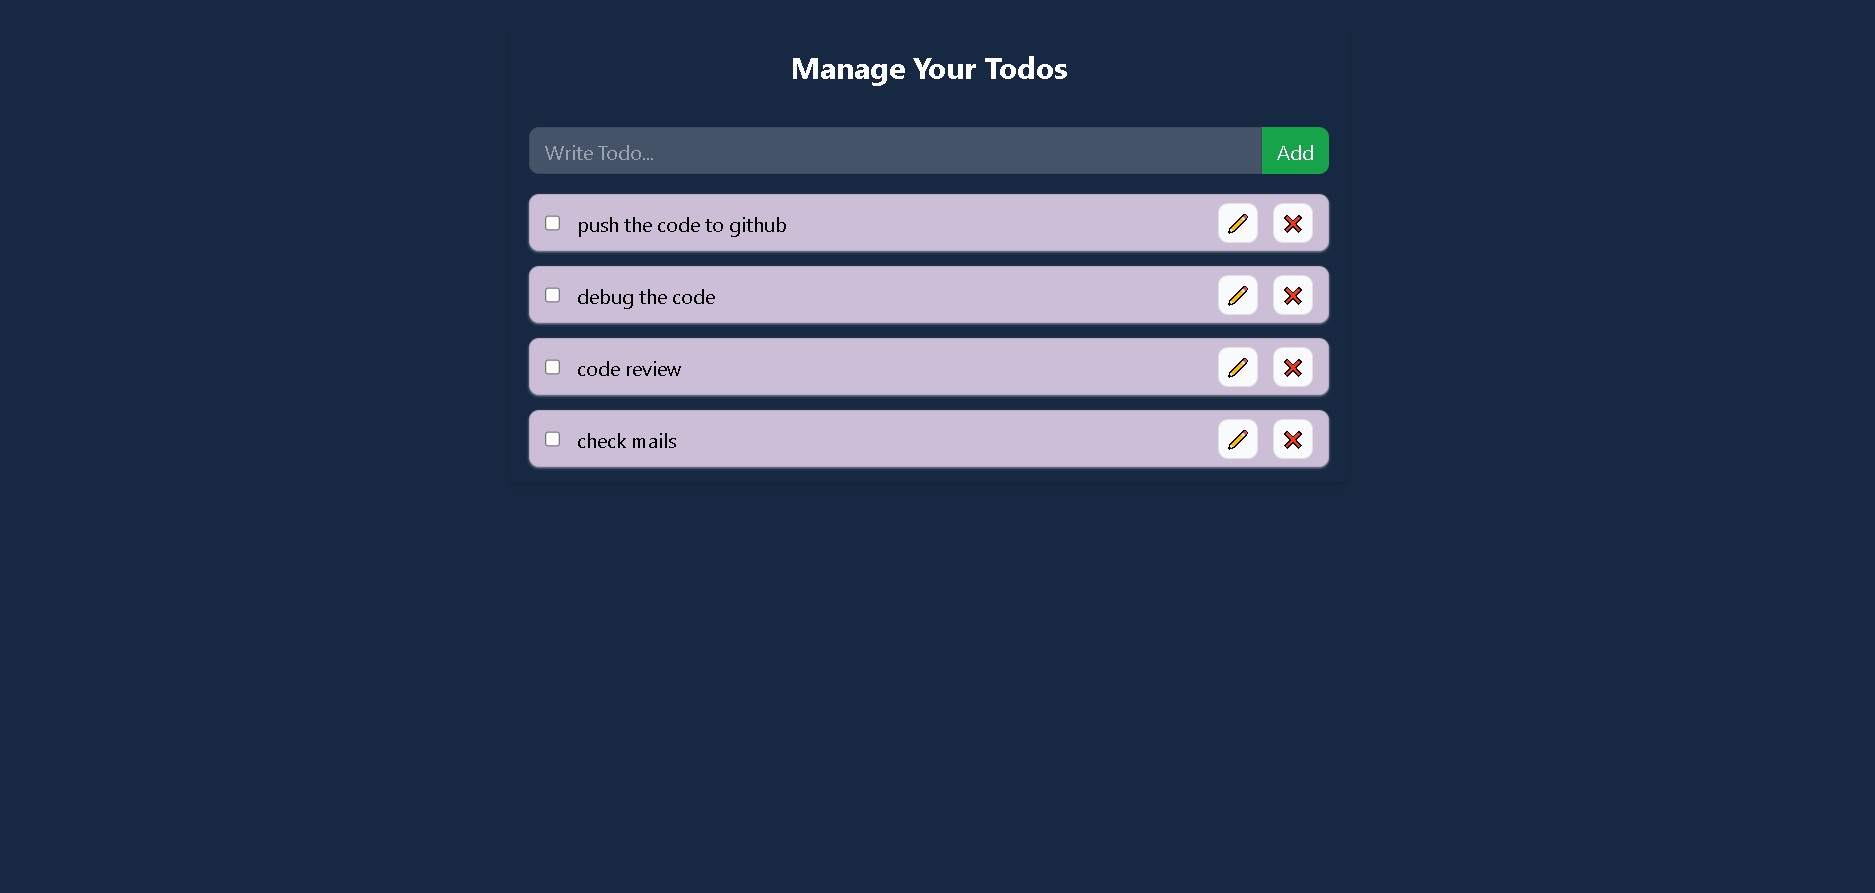 Manage Your Todos
Write Todo...
Add
push the code to github
debug the code
code review
check mails